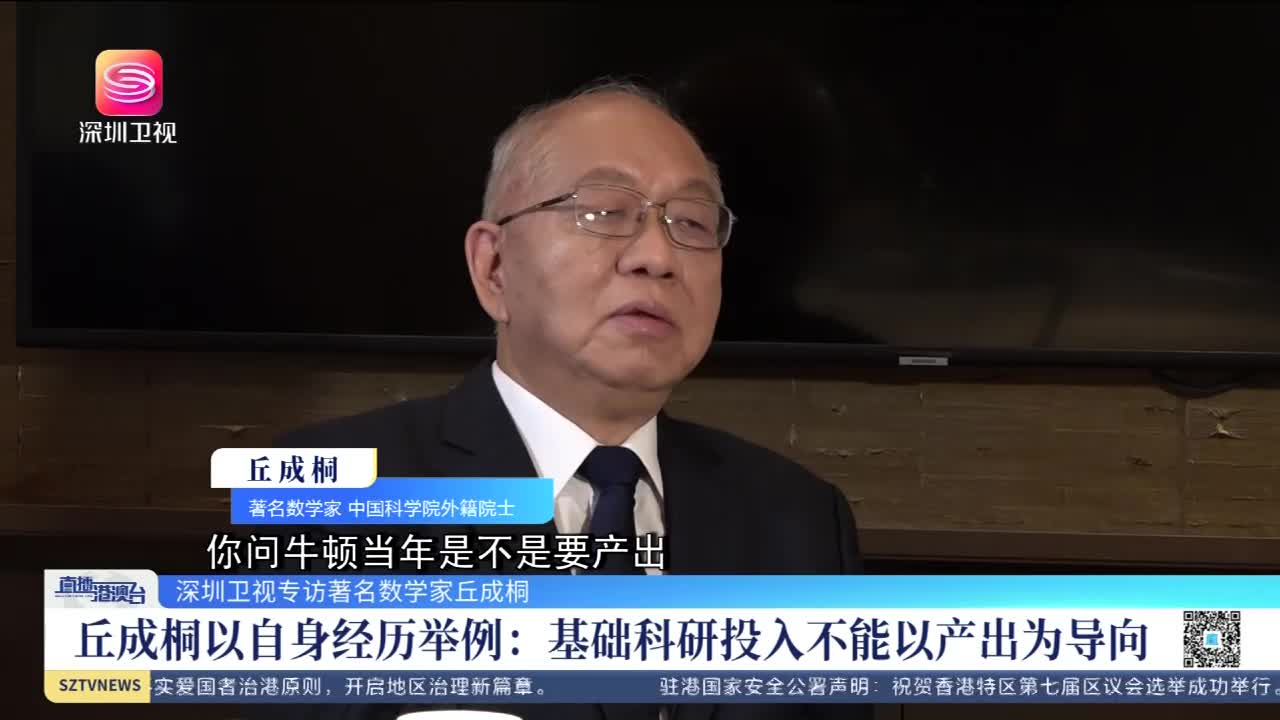 深圳卫视
丘成桐
著名数学家 中国科学院外籍院士
你问牛顿当年是不是要产出
直播港澳台
深圳卫视专访著名数学家丘成桐
丘成桐以自身经历举例：基础科研投入不能以产出为导向
SZTVNEWS
实爱国者治港原则，开启地区治理新篇章。 驻港国家安全公署声明：祝贺香港特区第七届区议会选举成功举行。